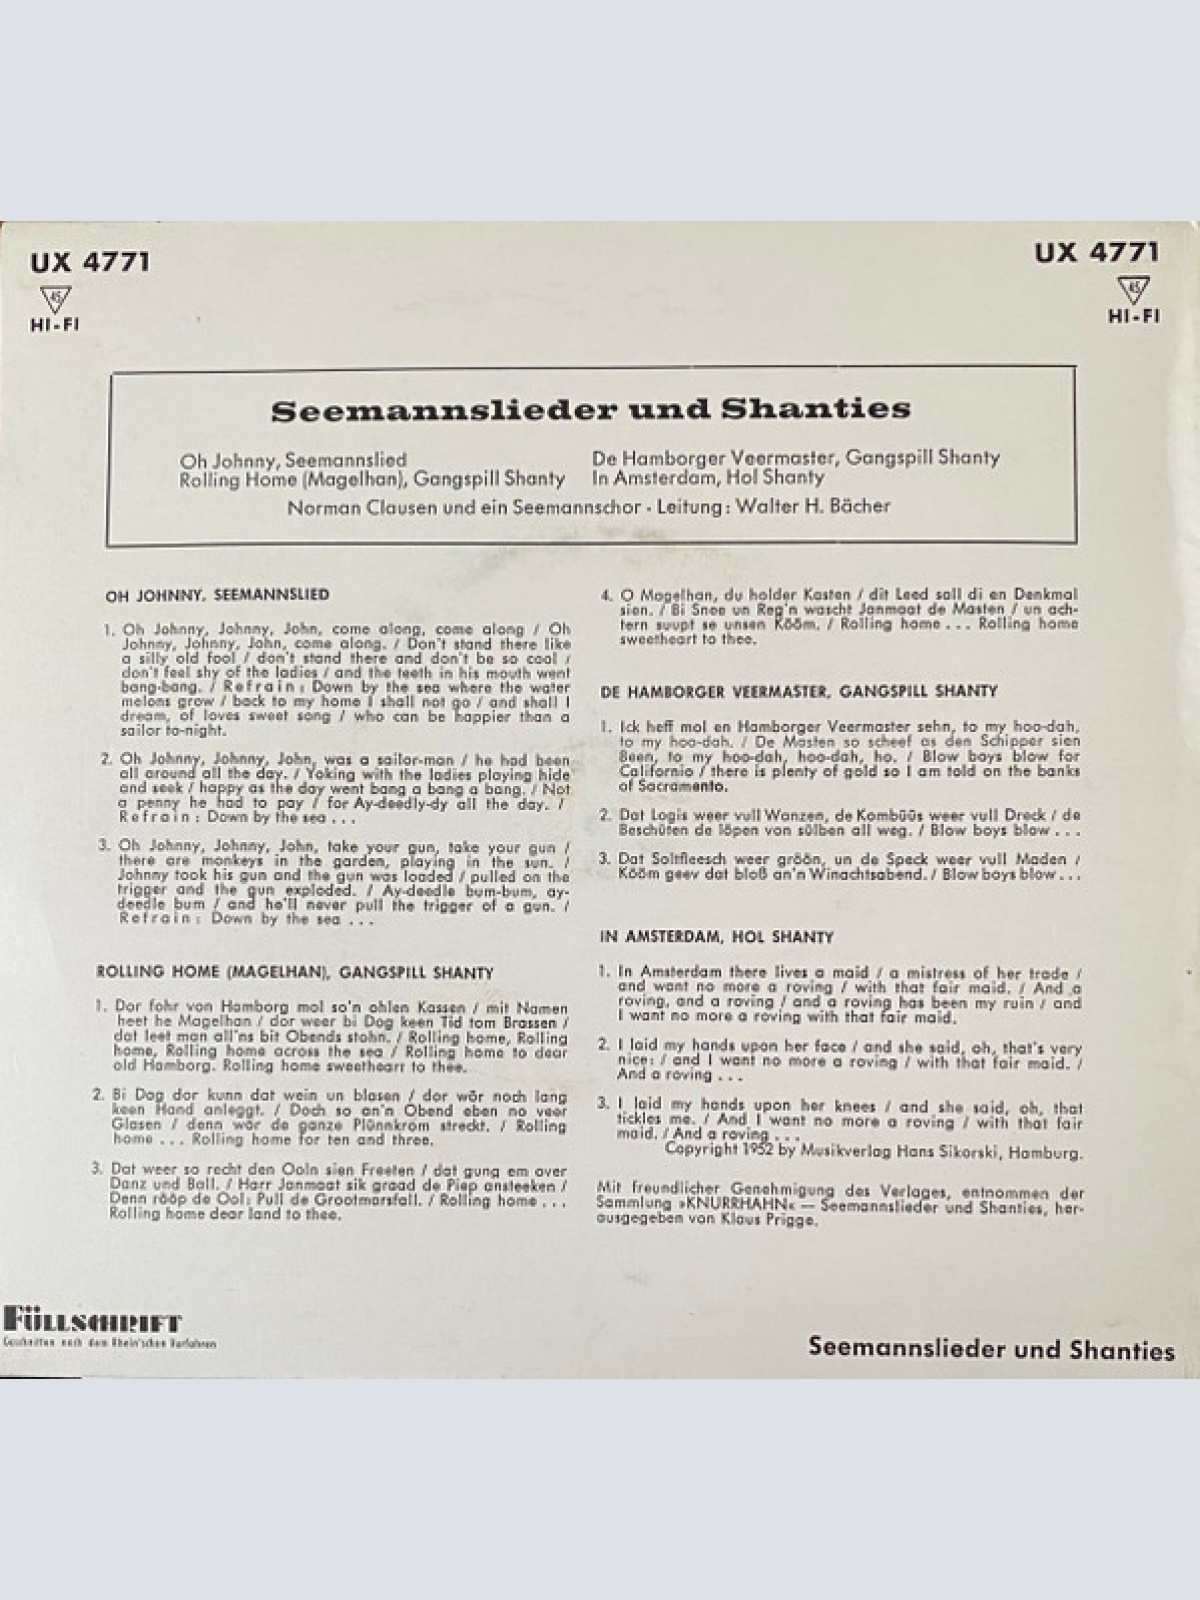 UX 4771
45
HI-FI
UX 4771
45
HI-FI
Seemannslieder und Shanties
Oh Johnny, Seemannslied
Rolling Home (Magelhan), Gangspill Shanty
De Hamborger Veermaster, Gangspill Shanty
In Amsterdam, Hol Shanty
Norman Clausen und ein Seemannschor - Leitung: Walter H. Bächer
OH JOHNNY, SEEMANNSLIED
1. Oh Johnny, Johnny, John, come along, come along / Oh
Johnny, Johnny, John, come along. / Don't stand there like
a silly old fool / don't stand there and don't be so cool /
don't feel shy of the ladies / and the teeth in his mouth went
bang-bang. / Refrain: Down by the sea where the water
melons grow / back to my home I shall not go / and shall I
dream, of loves sweet song / who can be happier than a
sailor to-night.
2. Oh Johnny, Johnny, John, was a sailor-man / he had been
all around all the day. / Yoking with the ladies playing hide
and seek / happy as the day went bang a bang a bang. / Not
a penny he had to pay / for Ay-deedly-dy all the day. /
Refrain: Down by the sea ...
3. Oh Johnny, Johnny, John, take your gun, take your gun /
there are monkeys in the garden, playing in the sun. /
Johnny took his gun and the gun was loaded / pulled on the
trigger and the gun exploded. / Ay-deedle bum-bum, ay-
deedle bum / and he'll never pull the trigger of a gun. /
Refrain: Down by the sea ...
ROLLING HOME (MAGELHAN), GANGSPILL SHANTY
1. Dor fohr von Hamborg mol so'n ohlen Kassen / mit Namen
heet he Magelhan / dor weer bi Dog keen Tid tom Brassen /
dat leet man all'ns bit Obends stohn. / Rolling home, Rolling
home, Rolling home across the sea / Rolling home to dear
old Hamborg. Rolling home sweetheart to thee.
2. Bi Dag dor kunn dat wein un blasen / dor wör noch lang
keen Hand anleggt. / Doch so an'n Obend eben no veer
Glasen / denn wör de ganze Plünnkrom streckt. / Rolling
home ... Rolling home for ten and three.
3. Dat weer so recht den Ooln sien Freeten / dat gung em over
Danz und Ball. / Harr Janmaat sik graad de Piep ansteeken /
Denn rööp de Ool: Pull de Grootmarsfall. / Rolling home ...
Rolling home dear land to thee.
4. O Magelhan, du holder Kasten / dit Leed sall di en Denkmal
sien. / Bi Snee un Reg'n wascht Janmaat de Masten / un ach-
tern suupt se unsen Kööm. / Rolling home ... Rolling home
sweetheart to thee.
DE HAMBORGER VEERMASTER, GANGSPILL SHANTY
1. Ick heff mol en Hamborger Veermaster sehn, to my hoo-dah,
to my hoo-dah. / De Masten so scheef as den Schipper sien
Been, to my hoo-dah, hoo-dah, ho. / Blow boys blow for
Californio / there is plenty of gold so I am told on the banks
of Sacramento.
2. Dat Logis weer vull Wanzen, de Kombüüs weer vull Dreck / de
Beschüten de löpen von sülben all weg. / Blow boys blow ...
3. Dat Soltfleesch weer gröön, un de Speck weer vull Maden /
Kööm geev dat bloß an'n Winachtsabend. / Blow boys blow ...
IN AMSTERDAM, HOL SHANTY
1. In Amsterdam there lives a maid / a mistress of her trade /
and want no more a roving / with that fair maid. / And a
roving, and a roving / and a roving has been my ruin / and
I want no more a roving with that fair maid.
2. I laid my hands upon her face / and she said, oh, that's very
nice: / and I want no more a roving / with that fair maid. /
And a roving ...
3. I laid my hands upon her knees / and she said, oh, that
tickles me. / And I want no more a roving / with that fair
maid. / And a roving ...
Copyright 1952 by Musikverlag Hans Sikorski, Hamburg.
Mit freundlicher Genehmigung des Verlages, entnommen der
Sammlung »KNURRHAHN« — Seemannslieder und Shanties, her-
ausgegeben von Klaus Prigge.
FÜLLSCHRIFT
Geschnitten nach dem Rhein'schen Verfahren
Seemannslieder und Shanties